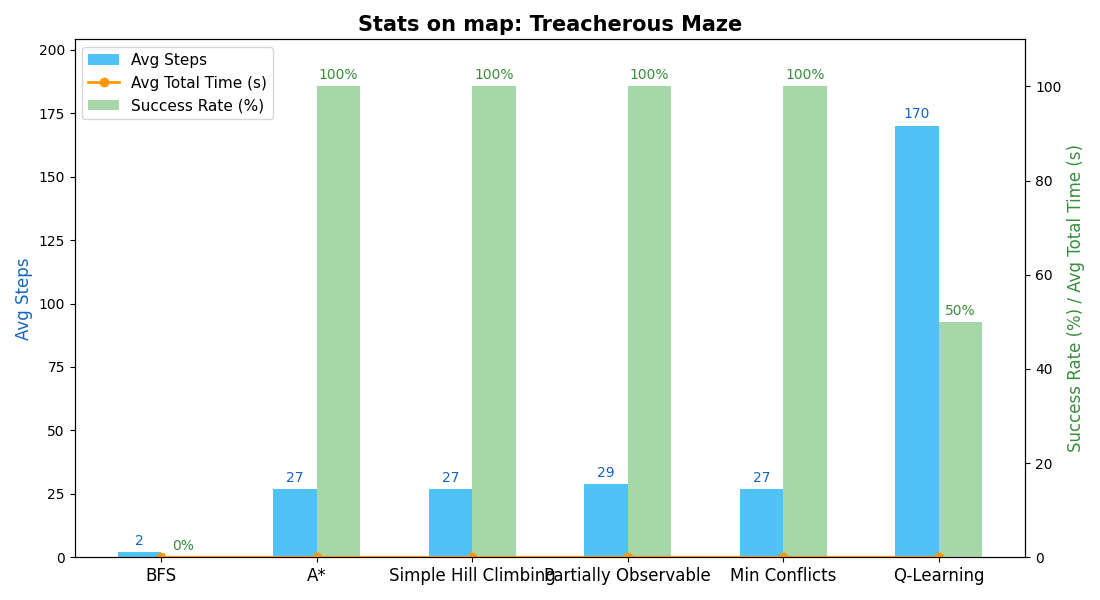 Stats on map: Treacherous Maze
Avg Steps
Avg Total Time (s)
Success Rate (%)
200
175
150
125
100
75
50
25
0
Avg Steps
100
80
60
40
20
0
Success Rate (%) / Avg Total Time (s)
2
0%
27
100%
27
100%
29
100%
27
100%
170
50%
BFS
A*
Simple Hill Climbing
Partially Observable
Min Conflicts
Q-Learning